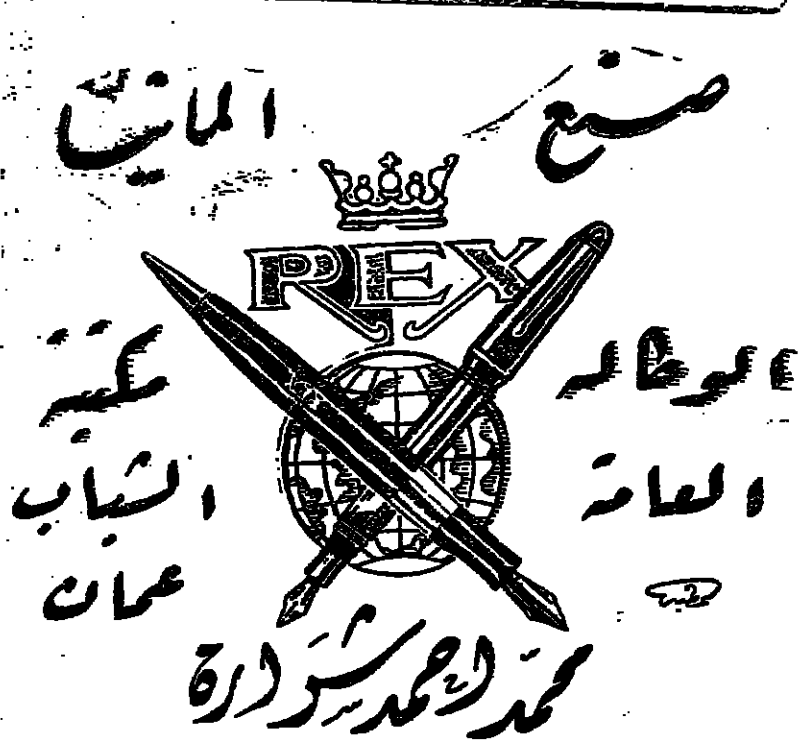 صنع المانيا
REX
الوكالة
العامة
مكتبة
الشباب
عمان
محمد احمد شرارة